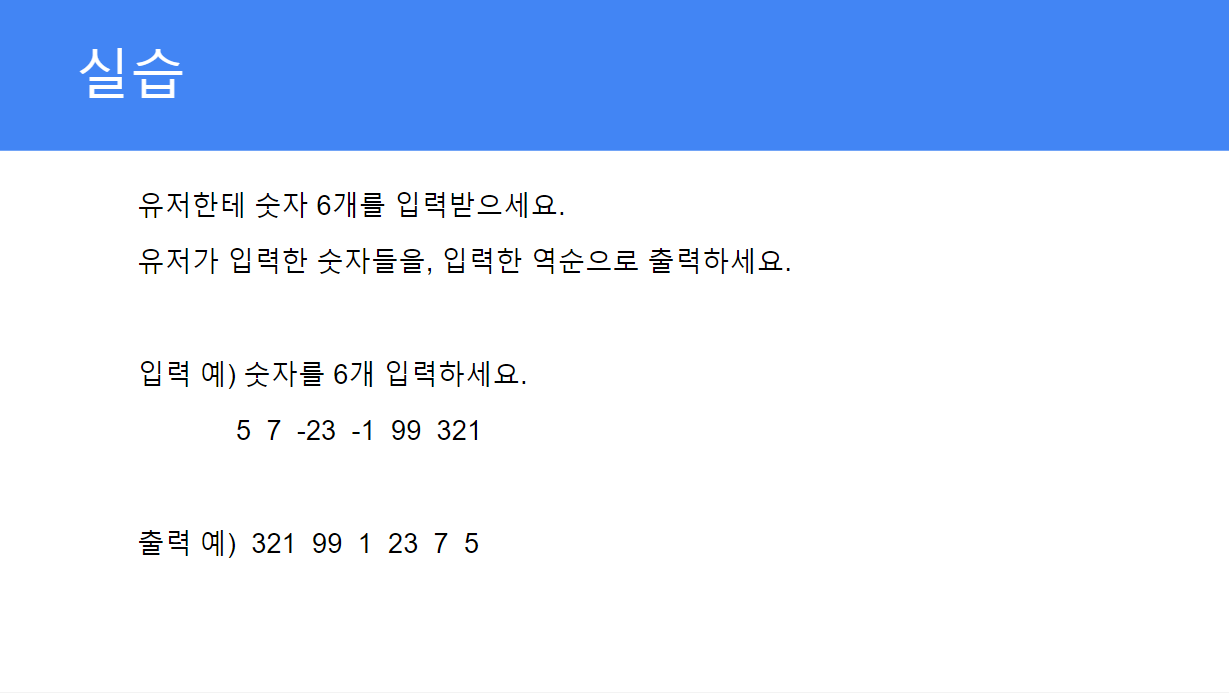 실습
유저한테 숫자 6개를 입력받으세요.
유저가 입력한 숫자들을, 입력한 역순으로 출력하세요.
입력 예) 숫자를 6개 입력하세요.
5 7 -23 -1 99 321
출력 예) 321 99 1 23 7 5